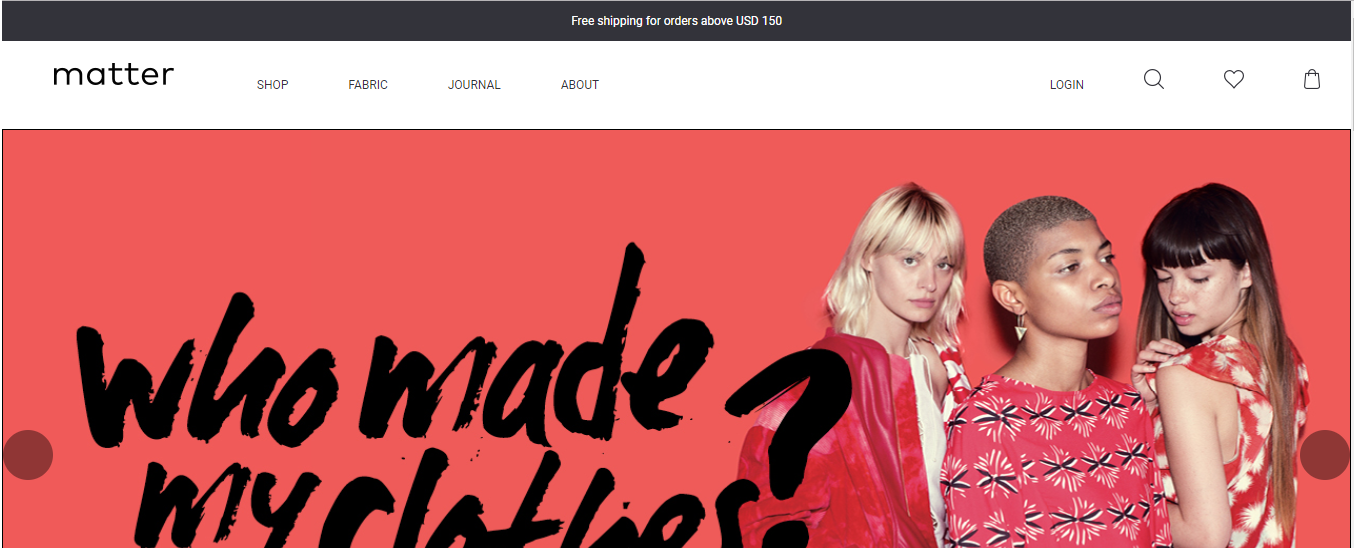 Free shipping for orders above USD 150
matter
SHOP FABRIC JOURNAL ABOUT LOGIN
who made
my clothes?